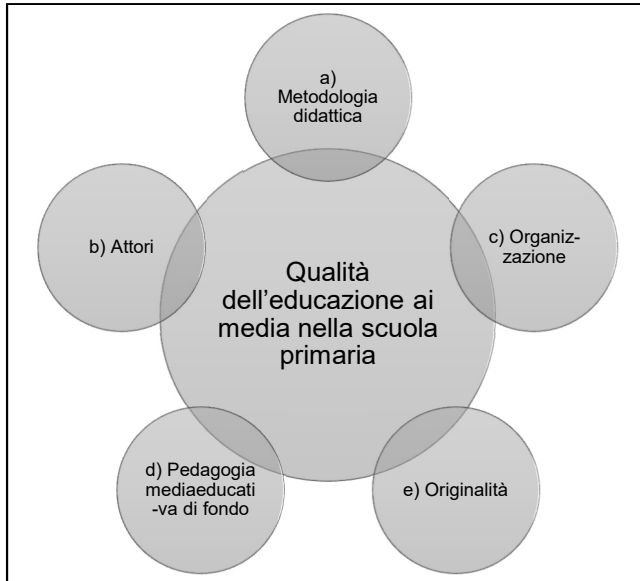 a)
Metodologia
didattica
b) Attori
c) Organiz-
zazione
Qualità
dell'educazione ai
media nella scuola
primaria
d) Pedagogia
mediaeducati
-va di fondo
e) Originalità